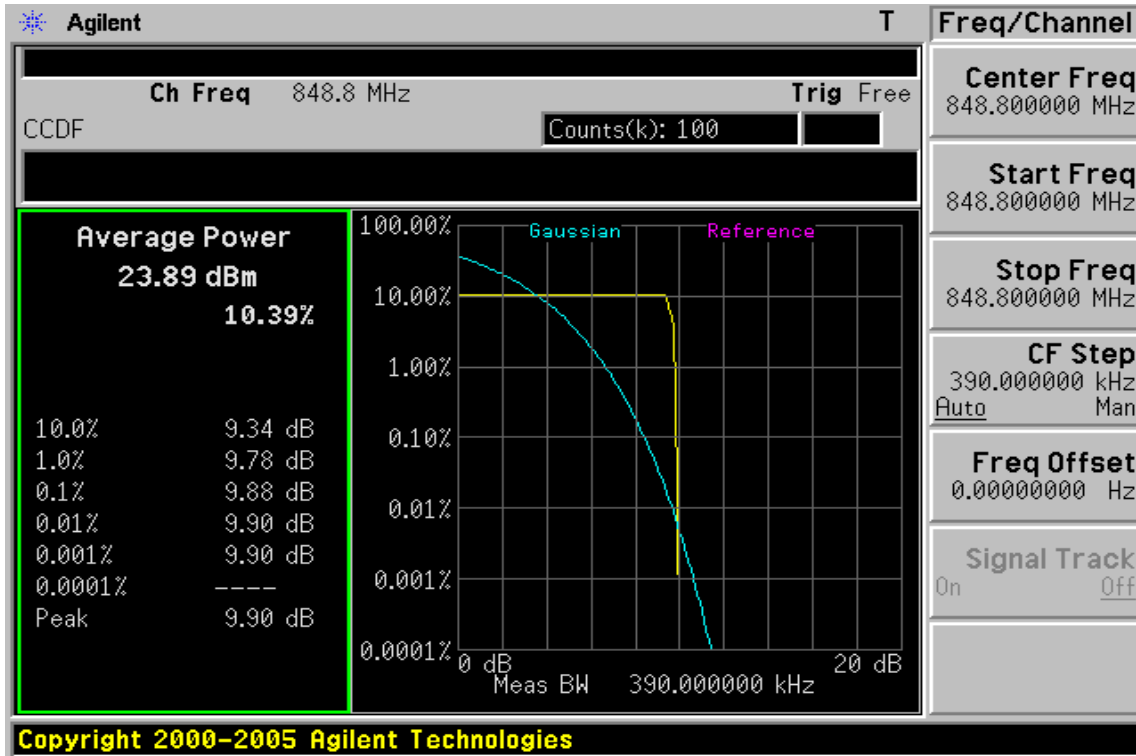 Agilent T Freq/Channel
Ch Freq 848.8 MHz Trig Free
CCDF Counts(k): 100
Average Power
23.89 dBm
10.39%
10.0% 9.34 dB
1.0% 9.78 dB
0.1% 9.88 dB
0.01% 9.90 dB
0.001% 9.90 dB
0.0001% ----
Peak 9.90 dB
Gaussian Reference
100.00%
10.00%
1.00%
0.10%
0.01%
0.001%
0.0001%
0 dB 20 dB
Meas BW 390.000000 kHz
Center Freq
848.800000 MHz
Start Freq
848.800000 MHz
Stop Freq
848.800000 MHz
CF Step
390.000000 kHz
Auto Man
Freq Offset
0.00000000 Hz
Signal Track
On Off
Copyright 2000-2005 Agilent Technologies